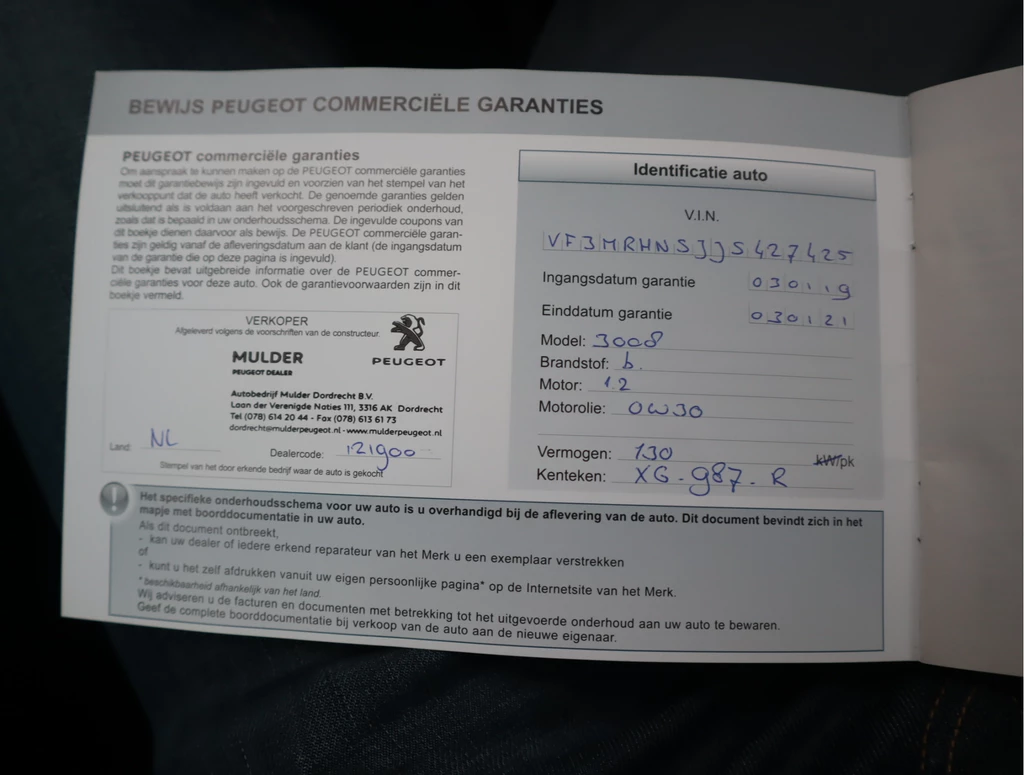 BEWIJS PEUGEOT COMMERCIËLE GARANTIES
PEUGEOT commerciële garanties
Om aanspraak te kunnen maken op de PEUGEOT commerciële garanties
moet dit garantiebewijs zijn ingevuld en voorzien van het stempel van het
verkooppunt dat de auto heeft verkocht. De genoemde garanties gelden
uitsluitend als is voldaan aan het voorgeschreven periodiek onderhoud,
zoals dat is bepaald in uw onderhoudsschema. De ingevulde coupons van
dit boekje dienen daarvoor als bewijs. De PEUGEOT commerciële garan-
ties zijn geldig vanaf de afleveringsdatum aan de klant (de ingangsdatum
van de garantie die op deze pagina is ingevuld).
Dit boekje bevat uitgebreide informatie over de PEUGEOT commer-
ciële garanties voor deze auto. Ook de garantievoorwaarden zijn in dit
boekje vermeld.
VERKOPER
Afgeleverd volgens de voorschriften van de constructeur.
MULDER
PEUGEOT DEALER
PEUGEOT
Autobedrijf Mulder Dordrecht B.V.
Laan der Verenigde Naties 111, 3316 AK Dordrecht
Tel (078) 614 20 44 - Fax (078) 613 61 73
dordrecht@mulderpeugeot.nl - www.mulderpeugeot.nl
Land: NL
Dealercode: 121900
Stempel van het door erkende bedrijf waar de auto is gekocht
Identificatie auto
V.I.N.
VF3MRHNSJJS427425
Ingangsdatum garantie 030119
Einddatum garantie 030121
Model: 3008
Brandstof: b.
Motor: 1.2
Motorolie: 0W30
Vermogen: 130 kW/pk
Kenteken: XG-987-R
Het specifieke onderhoudsschema voor uw auto is u overhandigd bij de aflevering van de auto. Dit document bevindt zich in het
mapje met boorddocumentatie in uw auto.
Als dit document ontbreekt,
- kan uw dealer of iedere erkend reparateur van het Merk u een exemplaar verstrekken
of
- kunt u het zelf afdrukken vanuit uw eigen persoonlijke pagina* op de Internetsite van het Merk.
* beschikbaarheid afhankelijk van het land.
Wij adviseren u de facturen en documenten met betrekking tot het uitgevoerde onderhoud aan uw auto te bewaren.
Geef de complete boorddocumentatie bij verkoop van de auto aan de nieuwe eigenaar.